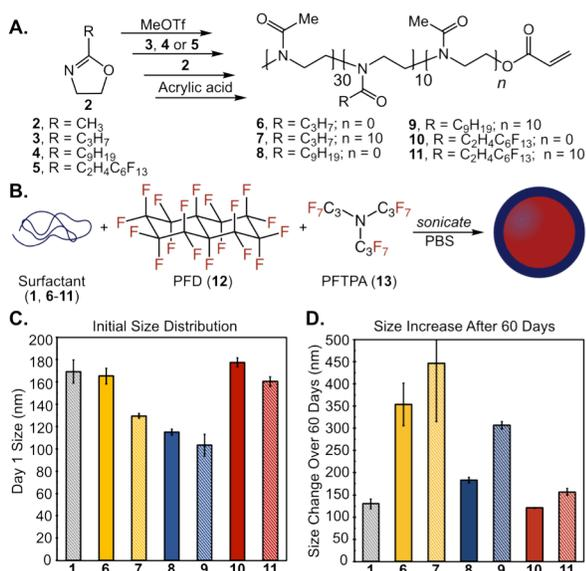 A.
R
N
O
2
MeOTf
3, 4 or 5
2
Acrylic acid
O
Me
N
30
N
R
O
10
Me
O
N
n
O
O
2, R = CH3
3, R = C3H7
4, R = C9H19
5, R = C2H4C6F13
6, R = C3H7; n = 0
7, R = C3H7; n = 10
8, R = C9H19; n = 0
9, R = C9H19; n = 10
10, R = C2H4C6F13; n = 0
11, R = C2H4C6F13; n = 10
B.
+
F F F F F F F F F F F F F F F F F F
+
F7C3 N C3F7
C3F7
sonicate
PBS
Surfactant
(1, 6-11)
PFD (12)
PFTPA (13)
C.
Initial Size Distribution
Day 1 Size (nm)
200
180
160
140
120
100
80
60
40
20
0
1 6 7 8 9 10 11
D.
Size Increase After 60 Days
Size Change Over 60 Days (nm)
500
450
400
350
300
250
200
150
100
50
0
1 6 7 8 9 10 11